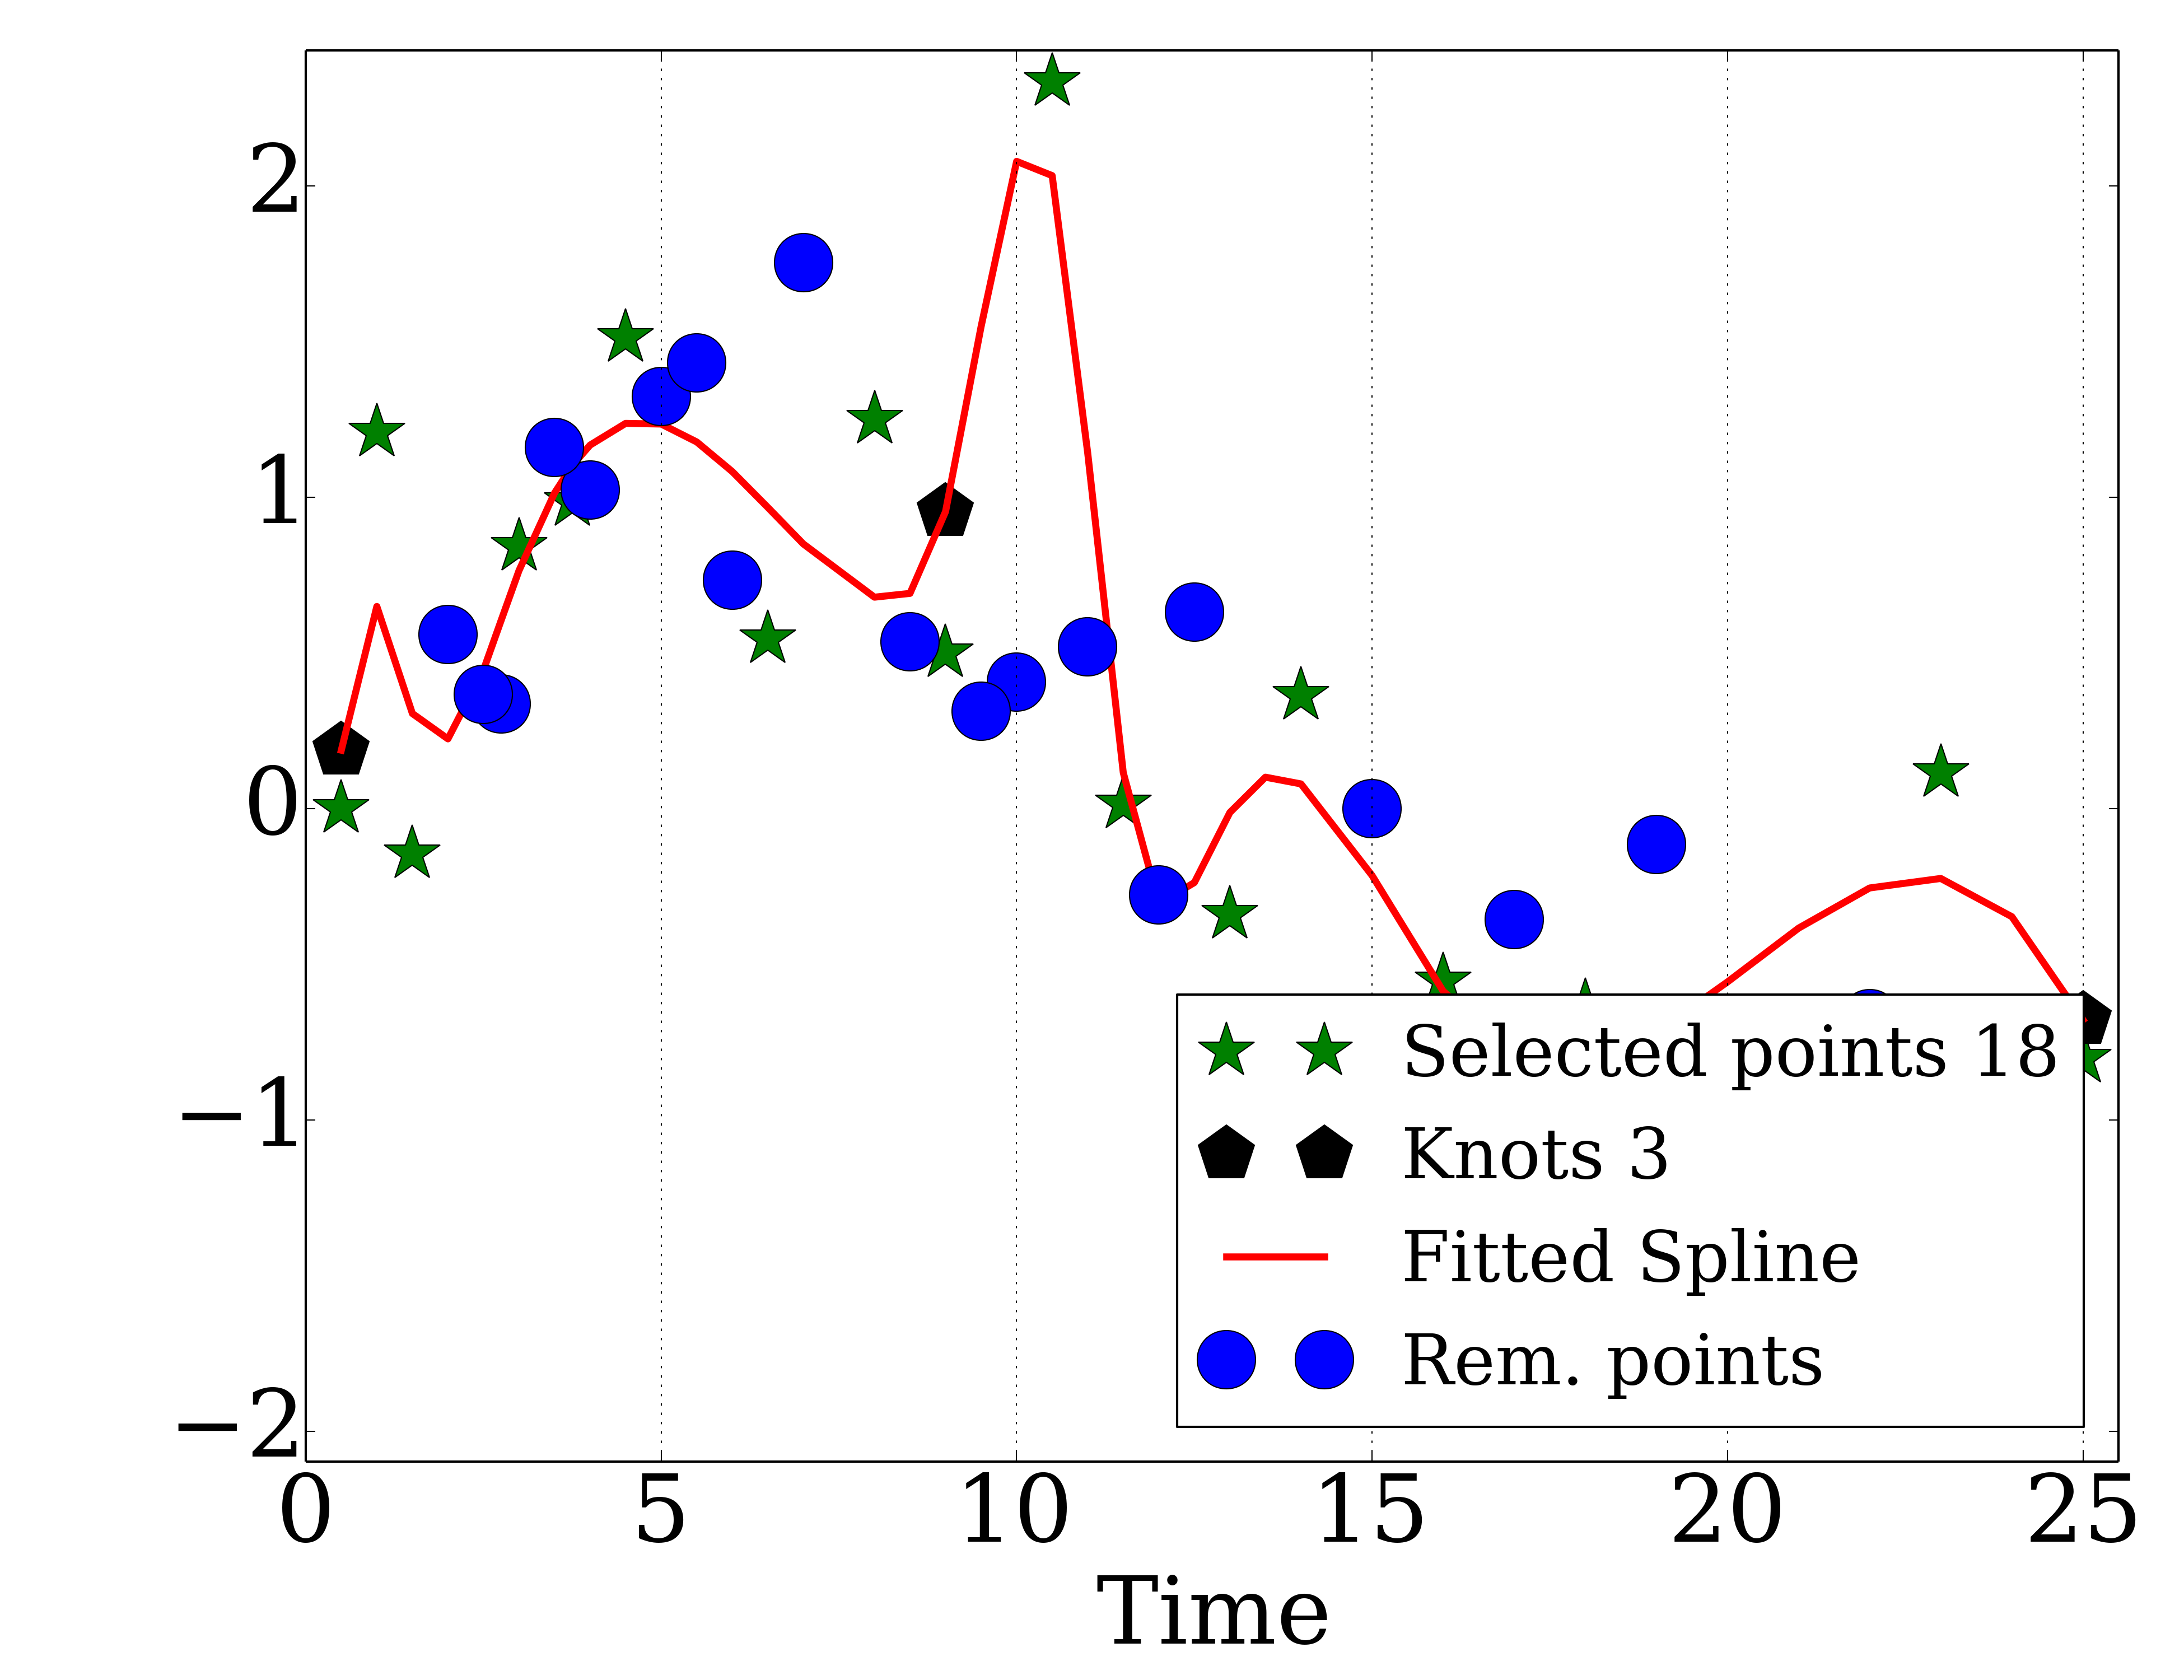 2
1
0
−1
−2
Selected points 18
Knots 3
Fitted Spline
Rem. points
0 5 10 15 20 25
Time